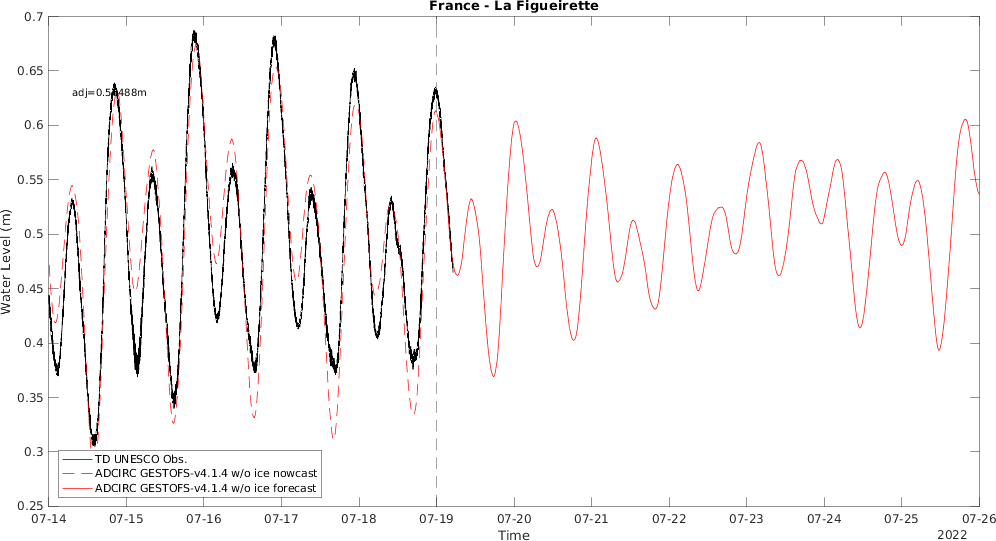 France - La Figueirette
0.7
0.65
0.6
0.55
0.5
0.45
0.4
0.35
0.3
0.25
Water Level (m)
TD UNESCO Obs.
ADCIRC GESTOFS-v4.1.4 w/o ice nowcast
ADCIRC GESTOFS-v4.1.4 w/o ice forecast
07-14 07-15 07-16 07-17 07-18 07-19 07-20 07-21 07-22 07-23 07-24 07-25 07-26
Time
2022